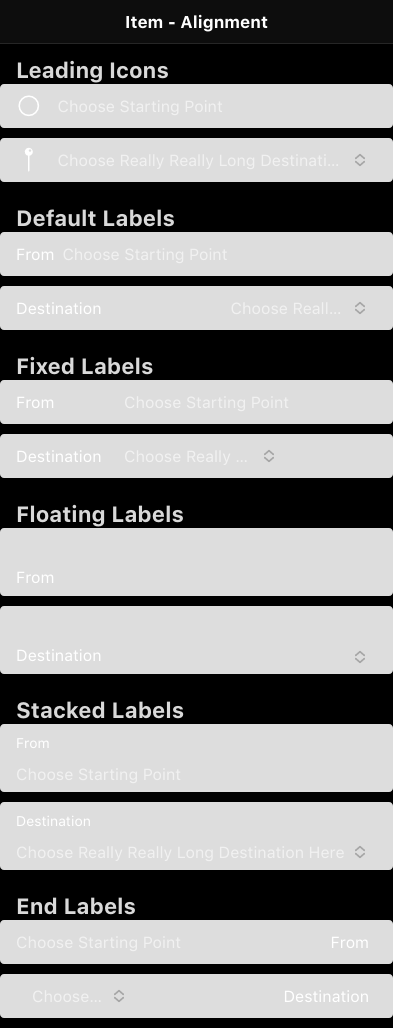 Item - Alignment
Leading Icons
Choose Starting Point
Choose Really Really Long Destinati...
Default Labels
From Choose Starting Point
Destination Choose Reall...
Fixed Labels
From Choose Starting Point
Destination Choose Really ...
Floating Labels
From
Destination
Stacked Labels
From
Choose Starting Point
Destination
Choose Really Really Long Destination Here
End Labels
Choose Starting Point From
Choose... Destination